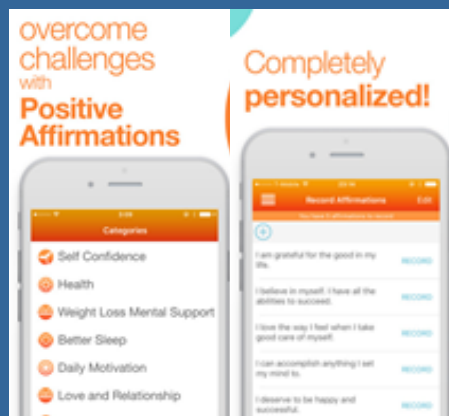 overcome
challenges
with
Positive
Affirmations
Categories
Self Confidence
Health
Weight Loss Mental Support
Better Sleep
Daily Motivation
Love and Relationship
Completely
personalized!
Record Affirmations Edit
I am grateful for the good in my
life.
RECORD
I believe in myself. I have all the
abilities to succeed.
RECORD
I love the way I feel when I take
good care of myself.
RECORD
I can accomplish anything I set
my mind to.
RECORD
I deserve to be happy and
successful.
RECORD